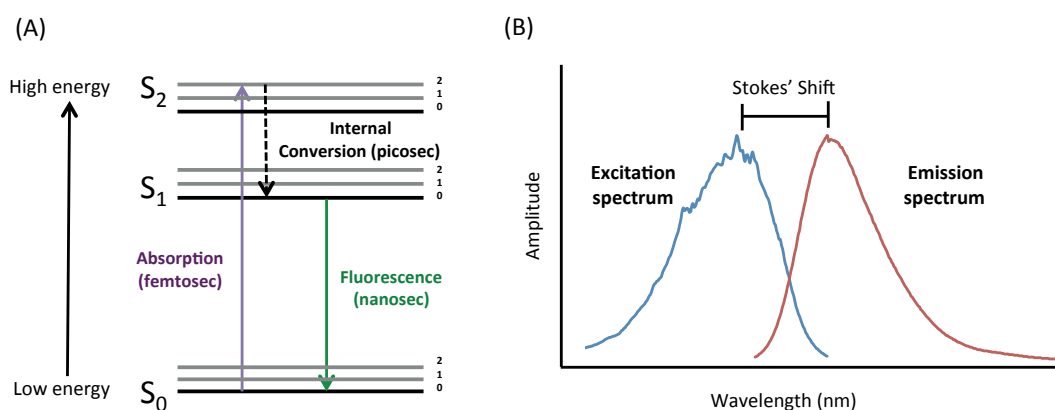 (A)
High energy
S2
2
1
0
Internal
Conversion (picosec)
S1
2
1
0
Absorption
(femtosec)
Fluorescence
(nanosec)
Low energy
S0
2
1
0
(B)
Stokes’ Shift
Excitation
spectrum
Emission
spectrum
Amplitude
Wavelength (nm)